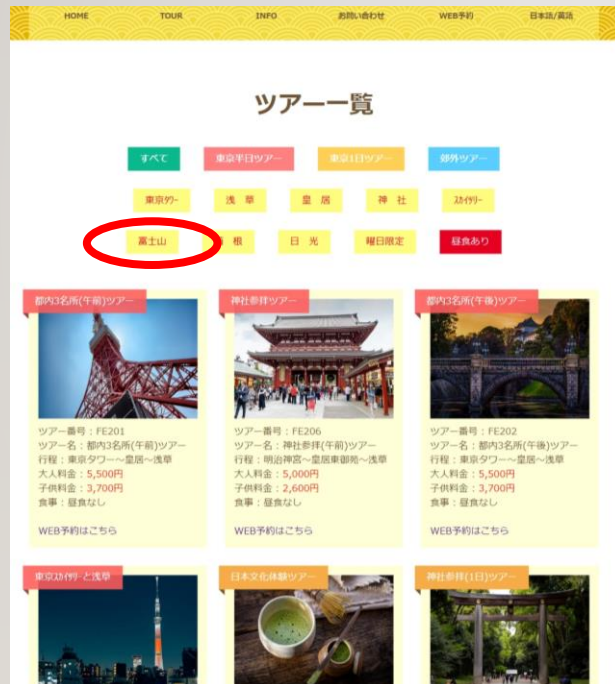 HOME TOUR INFO お問い合わせ WEB予約 日本語/英語
ツアー一覧
すべて 東京半日ツアー 東京1日ツアー 郊外ツアー
東京タワー 浅 草 皇 居 神 社 スカイツリー
富士山 根 日 光 曜日限定 昼食あり
都内3名所(午前)ツアー 神社参拝ツアー 都内3名所(午後)ツアー
ツアー番号：FE201 ツアー番号：FE206 ツアー番号：FE202
ツアー名：都内3名所(午前)ツアー ツアー名：神社参拝(午前)ツアー ツアー名：都内3名所(午後)ツアー
行程：東京タワー～皇居～浅草 行程：明治神宮～皇居東御苑～浅草 行程：東京タワー～皇居～浅草
大人料金：5,500円 大人料金：5,000円 大人料金：5,500円
子供料金：3,700円 子供料金：2,600円 子供料金：3,700円
食事：昼食なし 食事：昼食なし 食事：昼食なし
WEB予約はこちら WEB予約はこちら WEB予約はこちら
東京スカイツリーと浅草 日本文化体験ツアー 神社参拝(1日)ツアー